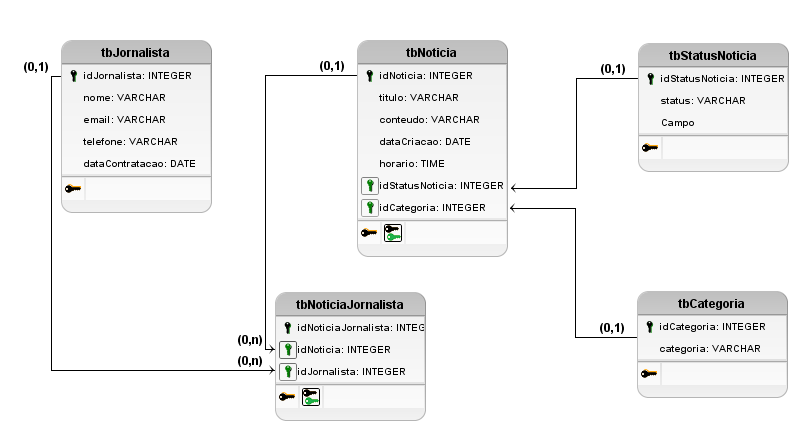 tbJornalista
(0,1)
idJornalista: INTEGER
nome: VARCHAR
email: VARCHAR
telefone: VARCHAR
dataContratacao: DATE
tbNoticia
(0,1)
idNoticia: INTEGER
titulo: VARCHAR
conteudo: VARCHAR
dataCriacao: DATE
horario: TIME
idStatusNoticia: INTEGER
idCategoria: INTEGER
tbStatusNoticia
(0,1)
idStatusNoticia: INTEGER
status: VARCHAR
Campo
tbNoticiaJornalista
idNoticiaJornalista: INTEG
(0,n)
idNoticia: INTEGER
(0,n)
idJornalista: INTEGER
tbCategoria
(0,1)
idCategoria: INTEGER
categoria: VARCHAR